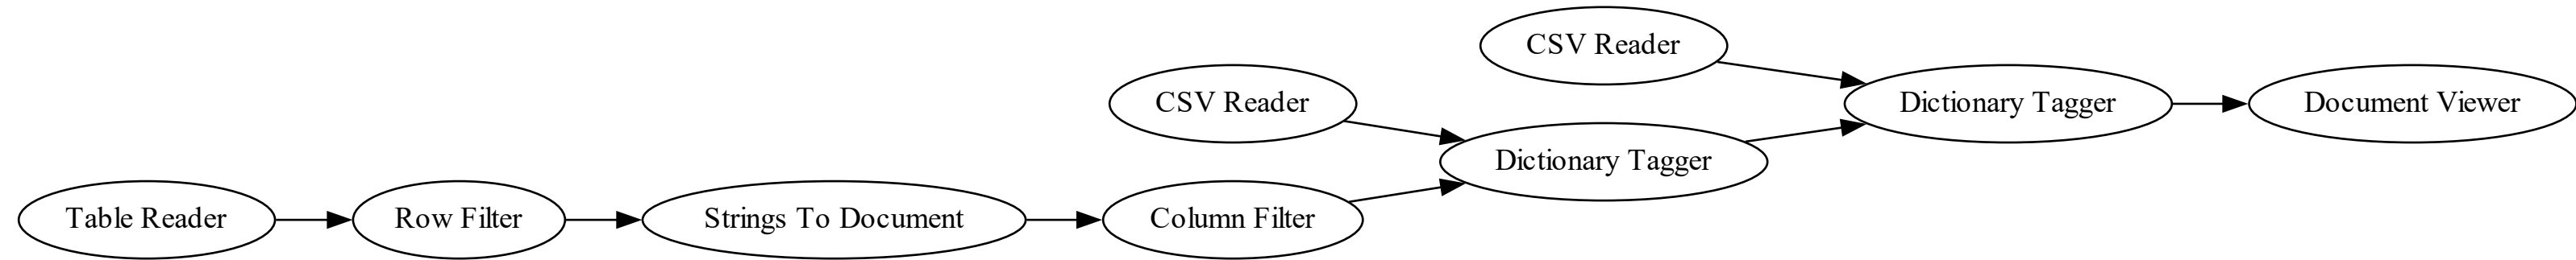 CSV Reader
CSV Reader
Dictionary Tagger
Document Viewer
Dictionary Tagger
Table Reader
Row Filter
Strings To Document
Column Filter